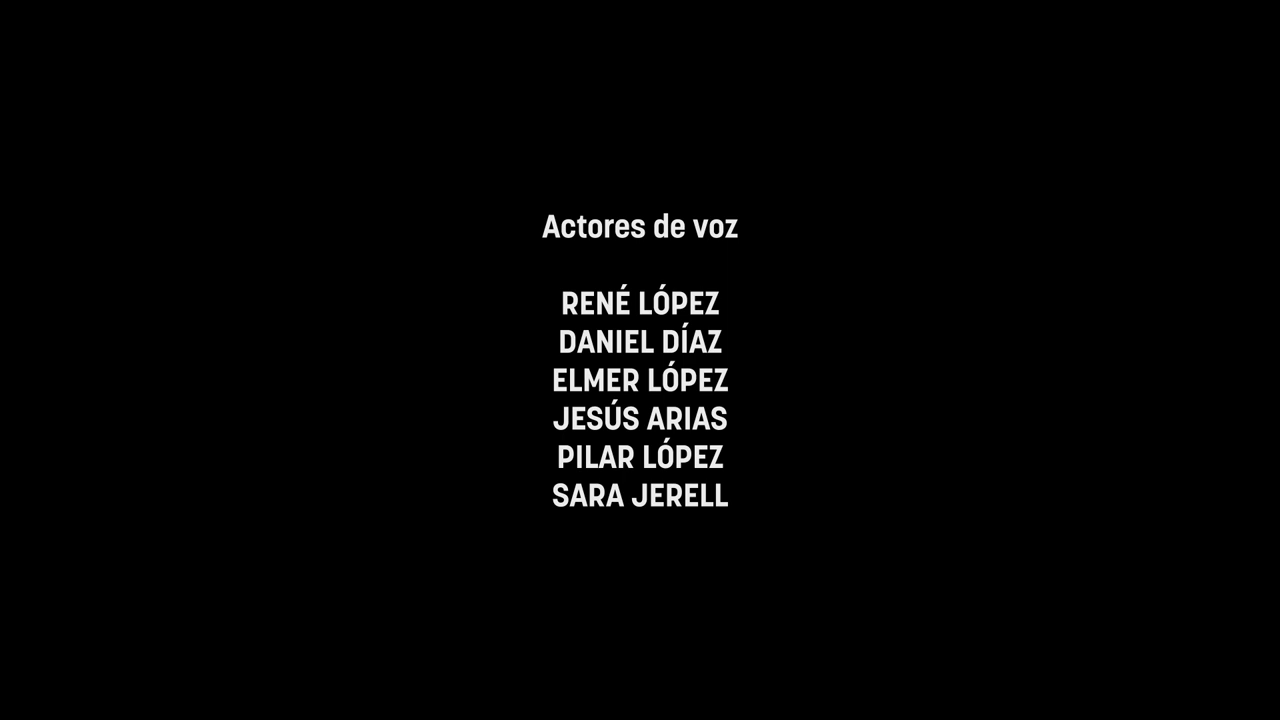 Actores de voz
RENÉ LÓPEZ
DANIEL DÍAZ
ELMER LÓPEZ
JESÚS ARIAS
PILAR LÓPEZ
SARA JERELL